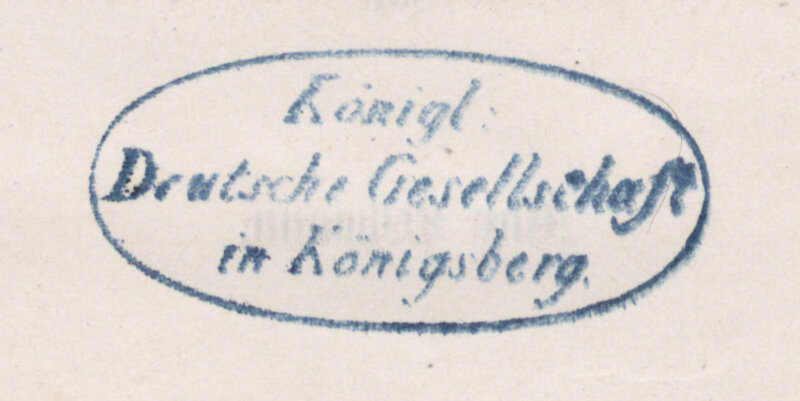 Königl:
Deutsche Gesellschaft
in Königsberg.